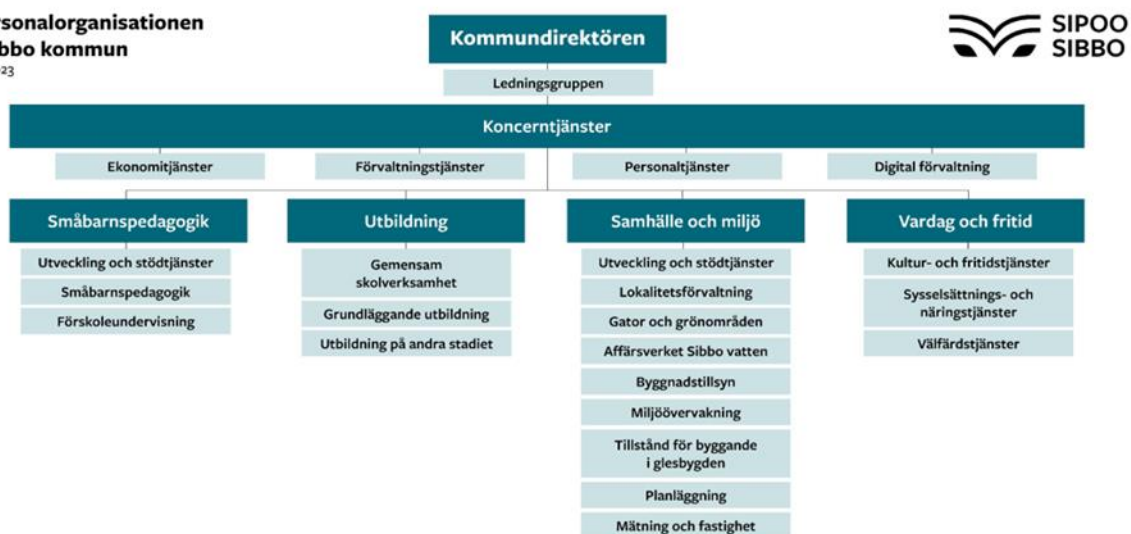 rsonalorganisationen
bbo kommun
023
Kommundirektören
SIPOO
SIBBO
Ledningsgruppen
Koncerntjänster
Ekonomitjänster
Förvaltningstjänster
Personaltjänster
Digital förvaltning
Småbarnspedagogik
Utveckling och stödtjänster
Småbarnspedagogik
Förskoleundervisning
Utbildning
Gemensam
skolverksamhet
Grundläggande utbildning
Utbildning på andra stadiet
Samhälle och miljö
Utveckling och stödtjänster
Lokalitetsförvaltning
Gator och grönområden
Affärsverket Sibbo vatten
Byggnadstillsyn
Miljöövervakning
Tillstånd för byggande
i glesbygden
Planläggning
Mätning och fastighet
Vardag och fritid
Kultur- och fritidstjänster
Sysselsättnings- och
näringstjänster
Välfärdstjänster